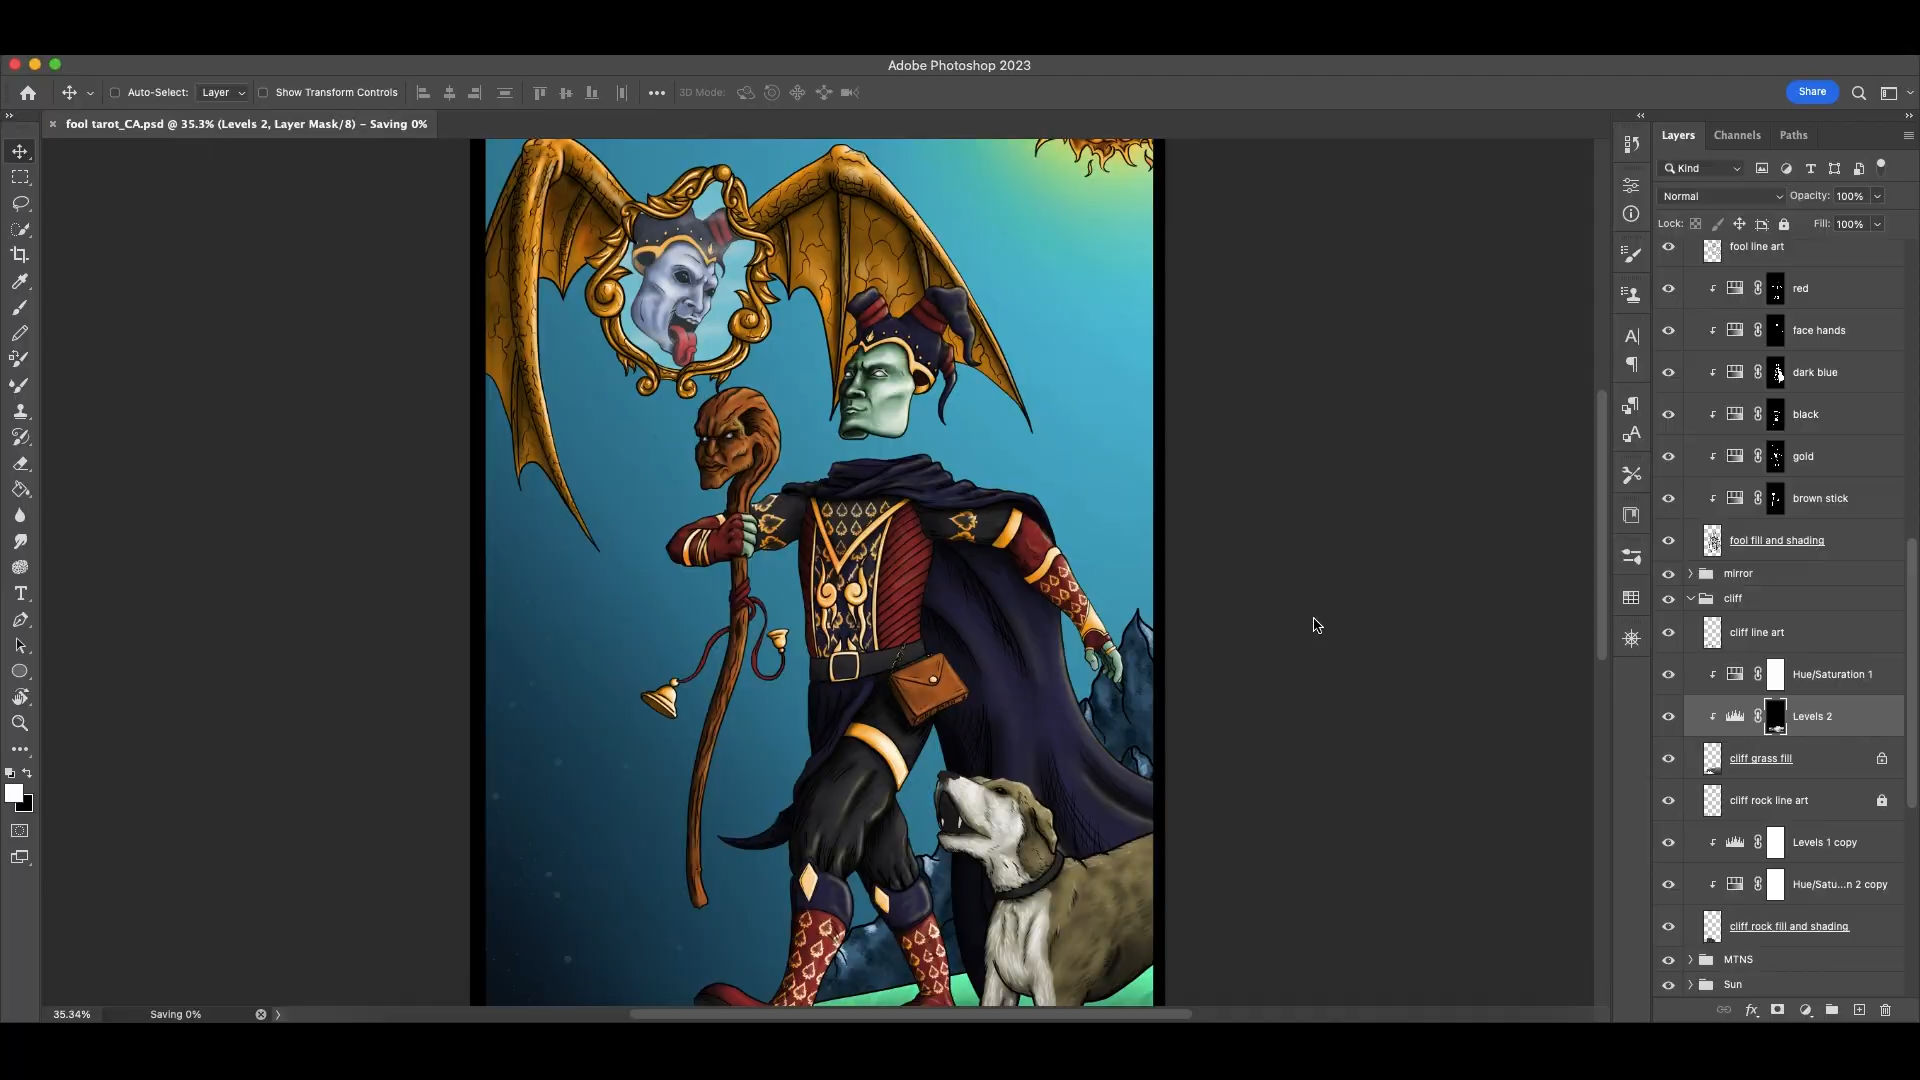 Adobe Photoshop 2023
Auto-Select: Layer Show Transform Controls ••• 3D Mode: Share
× fool tarot_CA.psd @ 35.3% (Levels 2, Layer Mask/8) – Saving 0%
Layers Channels Paths
Kind
Normal Opacity: 100%
Lock: Fill: 100%
fool line art
red
face hands
dark blue
black
gold
brown stick
fool fill and shading
mirror
cliff
cliff line art
Hue/Saturation 1
Levels 2
cliff grass fill
cliff rock line art
Levels 1 copy
Hue/Satu...n 2 copy
cliff rock fill and shading
MTNS
Sun
35.34% Saving 0%
fx